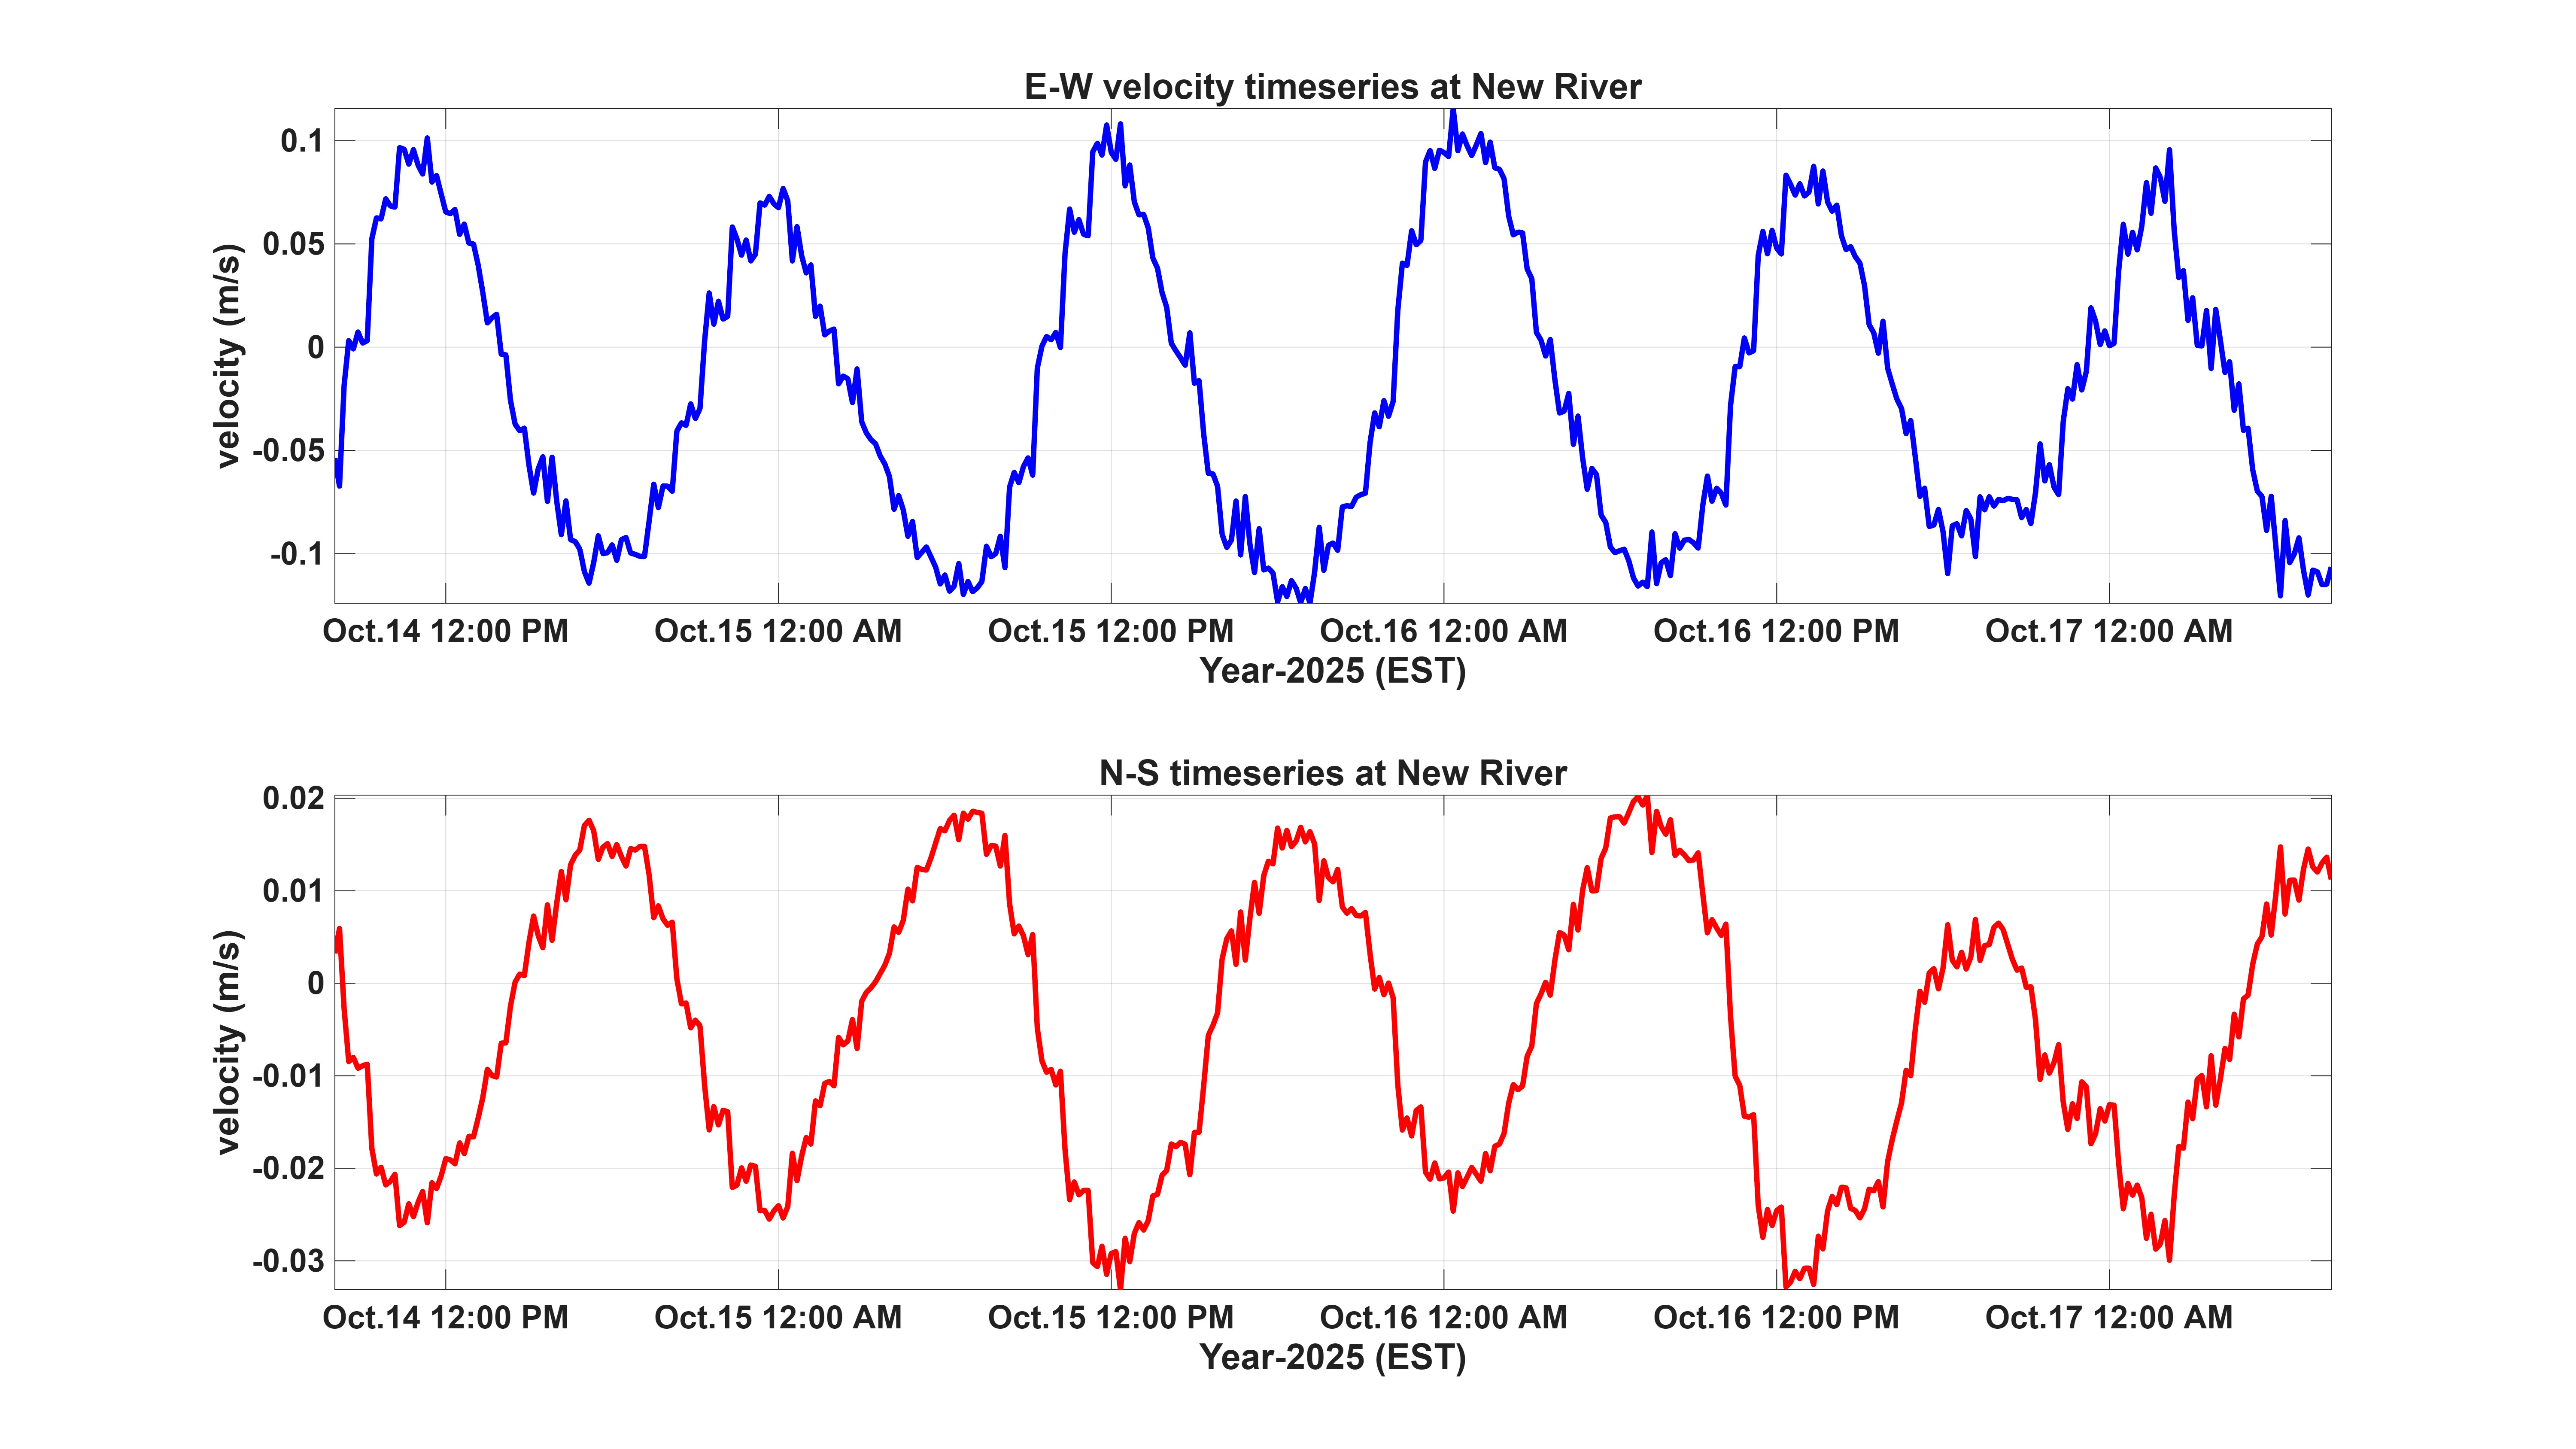 E-W velocity timeseries at New River
0.1
0.05
0
-0.05
-0.1
velocity (m/s)
Oct.14 12:00 PM Oct.15 12:00 AM Oct.15 12:00 PM Oct.16 12:00 AM Oct.16 12:00 PM Oct.17 12:00 AM
Year-2025 (EST)
N-S timeseries at New River
0.02
0.01
0
-0.01
-0.02
-0.03
velocity (m/s)
Oct.14 12:00 PM Oct.15 12:00 AM Oct.15 12:00 PM Oct.16 12:00 AM Oct.16 12:00 PM Oct.17 12:00 AM
Year-2025 (EST)